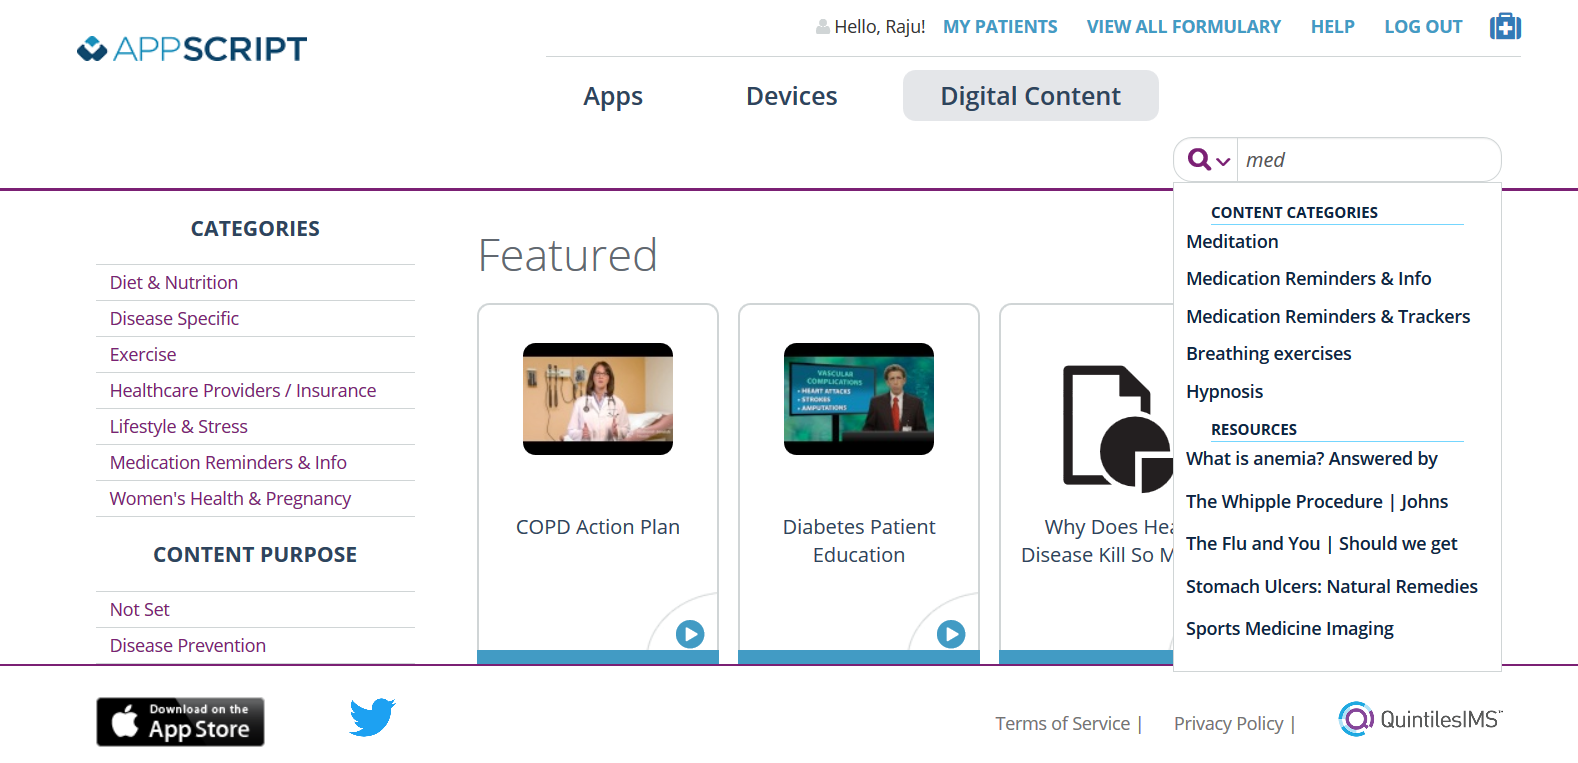 Hello, Raju! MY PATIENTS VIEW ALL FORMULARY HELP LOG OUT
APPSCRIPT
Apps Devices Digital Content
med
CATEGORIES
Diet & Nutrition
Disease Specific
Exercise
Healthcare Providers / Insurance
Lifestyle & Stress
Medication Reminders & Info
Women's Health & Pregnancy
CONTENT PURPOSE
Not Set
Disease Prevention
Featured
VASCULAR
COMPLICATIONS
• HEART ATTACKS
• STROKES
• AMPUTATIONS
COPD Action Plan
Diabetes Patient
Education
Why Does Hea
Disease Kill So M
CONTENT CATEGORIES
Meditation
Medication Reminders & Info
Medication Reminders & Trackers
Breathing exercises
Hypnosis
RESOURCES
What is anemia? Answered by
The Whipple Procedure | Johns
The Flu and You | Should we get
Stomach Ulcers: Natural Remedies
Sports Medicine Imaging
Download on the
App Store
Terms of Service | Privacy Policy |
QuintilesIMS™